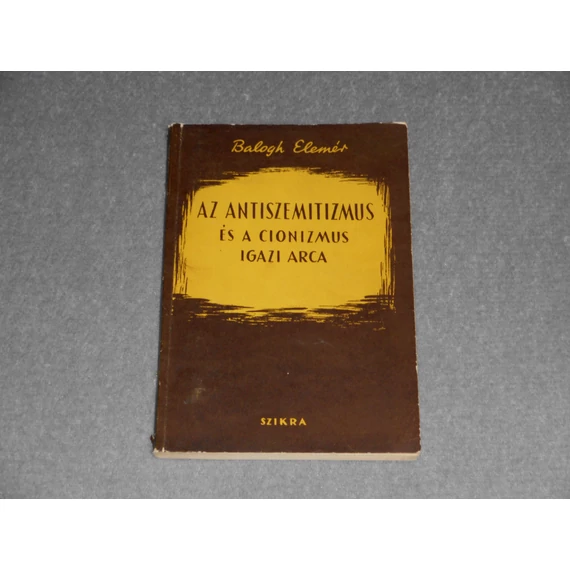 Balogh Elemér
AZ ANTISZEMITIZMUS
ÉS A CIONIZMUS
IGAZI ARCA
SZIKRA